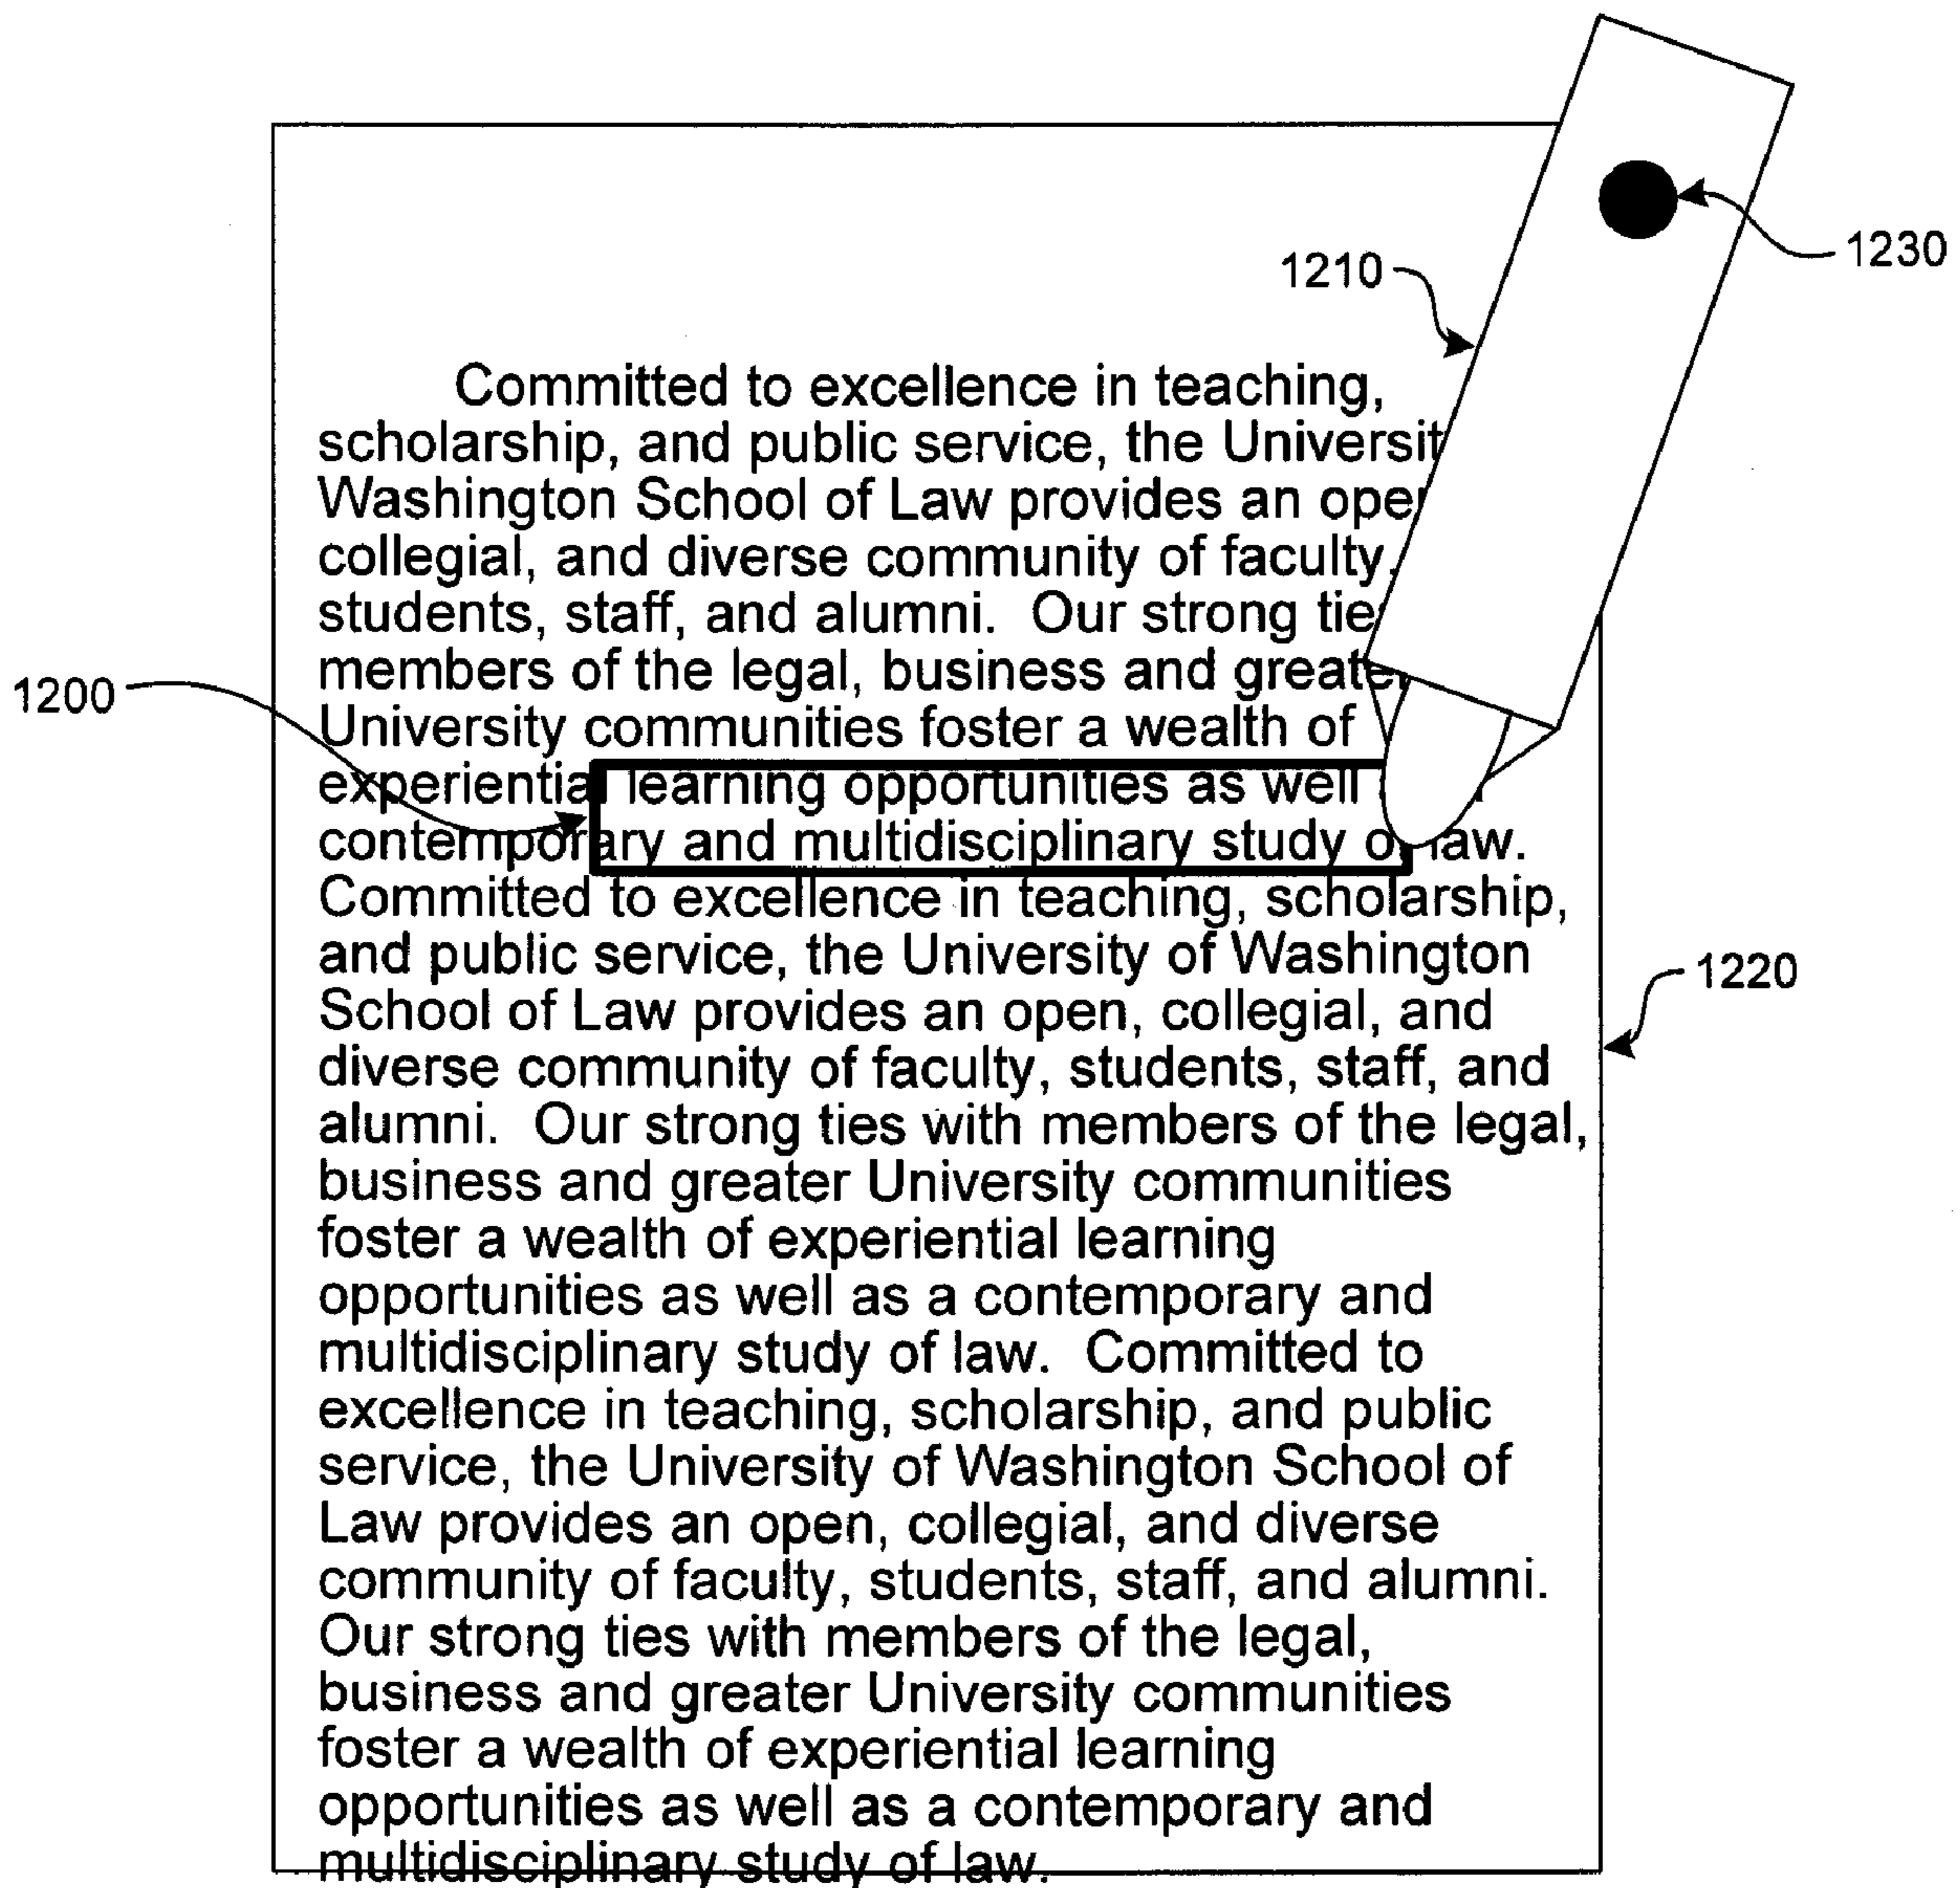 1230
1210
Committed to excellence in teaching,
scholarship, and public service, the
Washington School of Law provides an
collegial, and diverse community of faculty,
students, staff, and alumni.  Our strong
members of the legal, business and
1200
University communities foster a wealth of
learning opportunities as well
contemporary and multidisciplinary study law.
Committed to excellence in teaching, scholarship,
and public service, the University of Washington
1220
School of Law provides an open, collegial, and
diverse community of faculty, students, staff, and
alumni.  Our strong ties with members of the legal,
business and greater University communities
foster a wealth of experiential learning
opportunities as well as a contemporary and
multidisciplinary study of law.  Committed to
excellence in teaching, scholarship, and public
service, the University of Washington School of
Law provides an open, collegial, and diverse
community of faculty, students, staff, and alumni.
Our strong ties with members of the legal,
business and greater University communities
foster a wealth of experiential learning
opportunities as well as a contemporary and
multidisciplinary study of law.